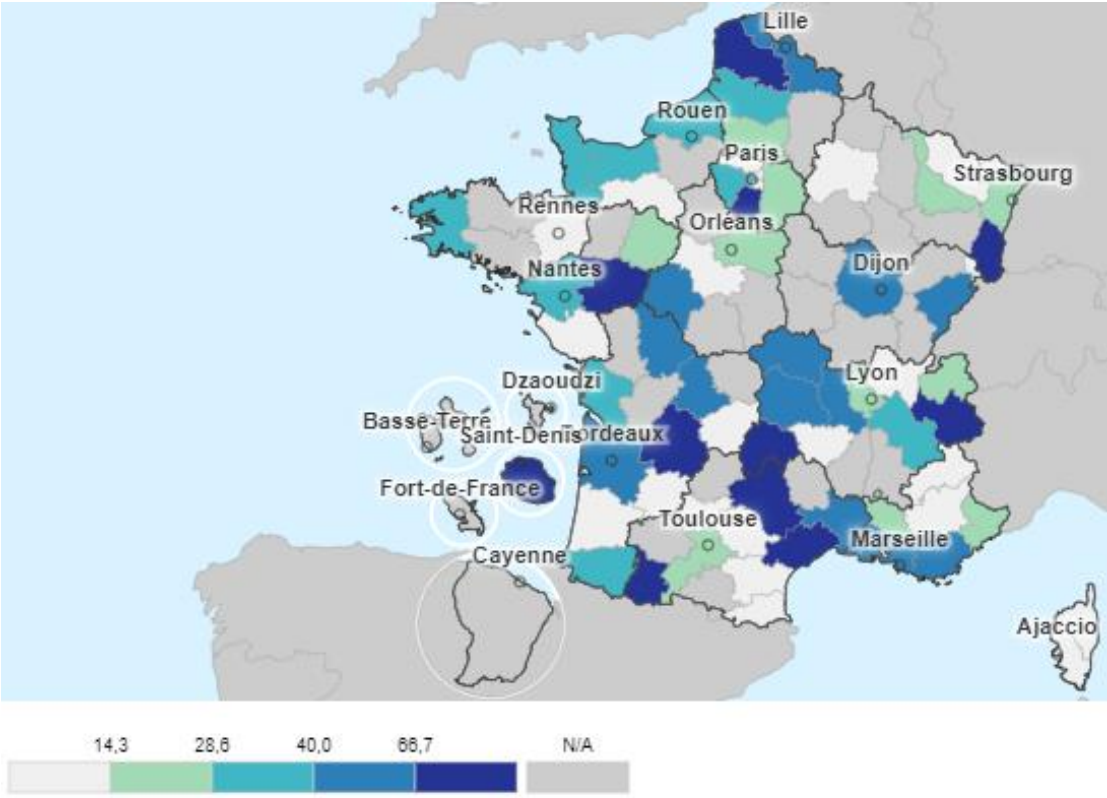 Lille
Rouen
Paris
Strasbourg
Rennes
Orléans
Nantes
Dijon
Lyon
Dzaoudzi
Basse-Terre
Saint-Denis
Bordeaux
Fort-de-France
Toulouse
Marseille
Cayenne
Ajaccio
14,3 28,6 40,0 66,7 N/A